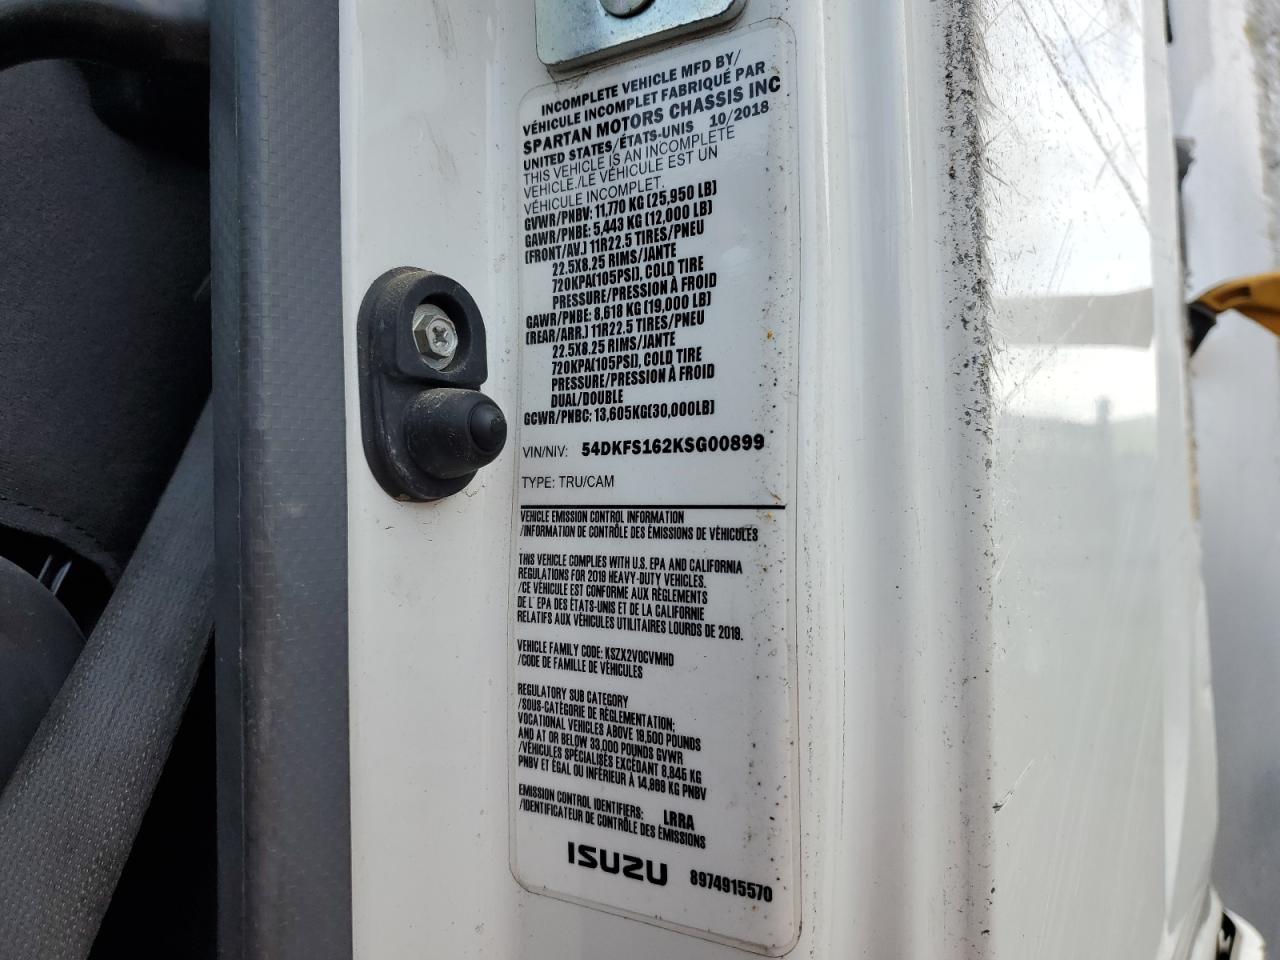 INCOMPLETE VEHICLE MFD BY/
VÉHICULE INCOMPLET FABRIQUÉ PAR
SPARTAN MOTORS CHASSIS INC
UNITED STATES/ÉTATS-UNIS 10/2018
THIS VEHICLE IS AN INCOMPLETE
VEHICLE./LE VÉHICULE EST UN
VÉHICULE INCOMPLET.
GVWR/PNBV: 11,770 KG (25,950 LB)
GAWR/PNBE: 5,443 KG (12,000 LB)
(FRONT/AV.) 11R22.5 TIRES/PNEU
22.5X8.25 RIMS/JANTE
720KPA(105PSI), COLD TIRE
PRESSURE/PRESSION À FROID
GAWR/PNBE: 8,618 KG (19,000 LB)
(REAR/ARR.) 11R22.5 TIRES/PNEU
22.5X8.25 RIMS/JANTE
720KPA(105PSI), COLD TIRE
PRESSURE/PRESSION À FROID
DUAL/DOUBLE
GCWR/PNBC: 13,605KG(30,000LB)
VIN/NIV: 54DKFS162KSG00899
TYPE: TRU/CAM
VEHICLE EMISSION CONTROL INFORMATION
/INFORMATION DE CONTRÔLE DES ÉMISSIONS DE VÉHICULES
THIS VEHICLE COMPLIES WITH U.S. EPA AND CALIFORNIA
REGULATIONS FOR 2019 HEAVY-DUTY VEHICLES.
/CE VÉHICULE EST CONFORME AUX RÈGLEMENTS
DE L' EPA DES ÉTATS-UNIS ET DE LA CALIFORNIE
RELATIFS AUX VÉHICULES UTILITAIRES LOURDS DE 2019.
VEHICLE FAMILY CODE: KSZX2VOCVMHD
/CODE DE FAMILLE DE VÉHICULES
REGULATORY SUB CATEGORY
/SOUS-CATÉGORIE DE RÉGLEMENTATION;
VOCATIONAL VEHICLES ABOVE 19,500 POUNDS
AND AT OR BELOW 33,000 POUNDS GVWR
/VÉHICULES SPÉCIALISÉS EXCÉDANT 8,845 KG
PNBV ET ÉGAL OU INFÉRIEUR À 14,969 KG PNBV
EMISSION CONTROL IDENTIFIERS: LRRA
/IDENTIFICATEUR DE CONTRÔLE DES ÉMISSIONS
ISUZU 8974915570